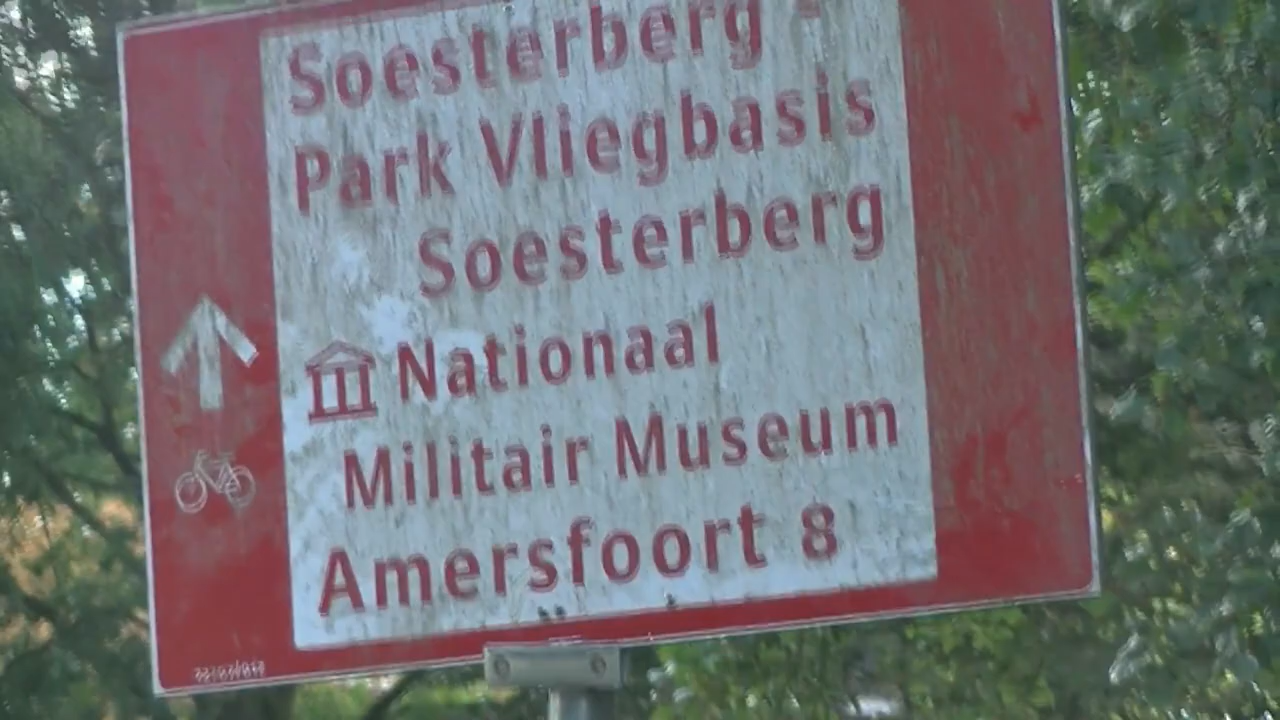 Soesterberg -
Park Vliegbasis
Soesterberg
Nationaal
Militair Museum
Amersfoort 8